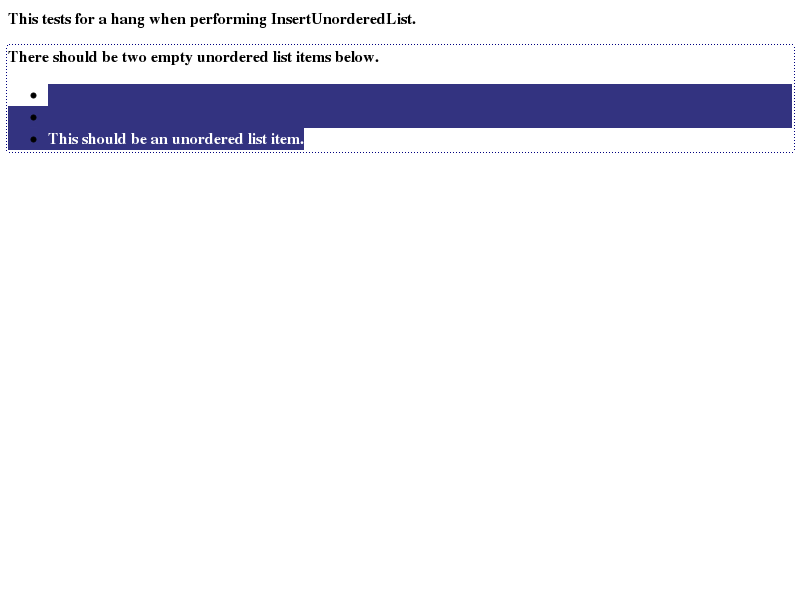 This tests for a hang when performing InsertUnorderedList.
There should be two empty unordered list items below.
•
•
• This should be an unordered list item.